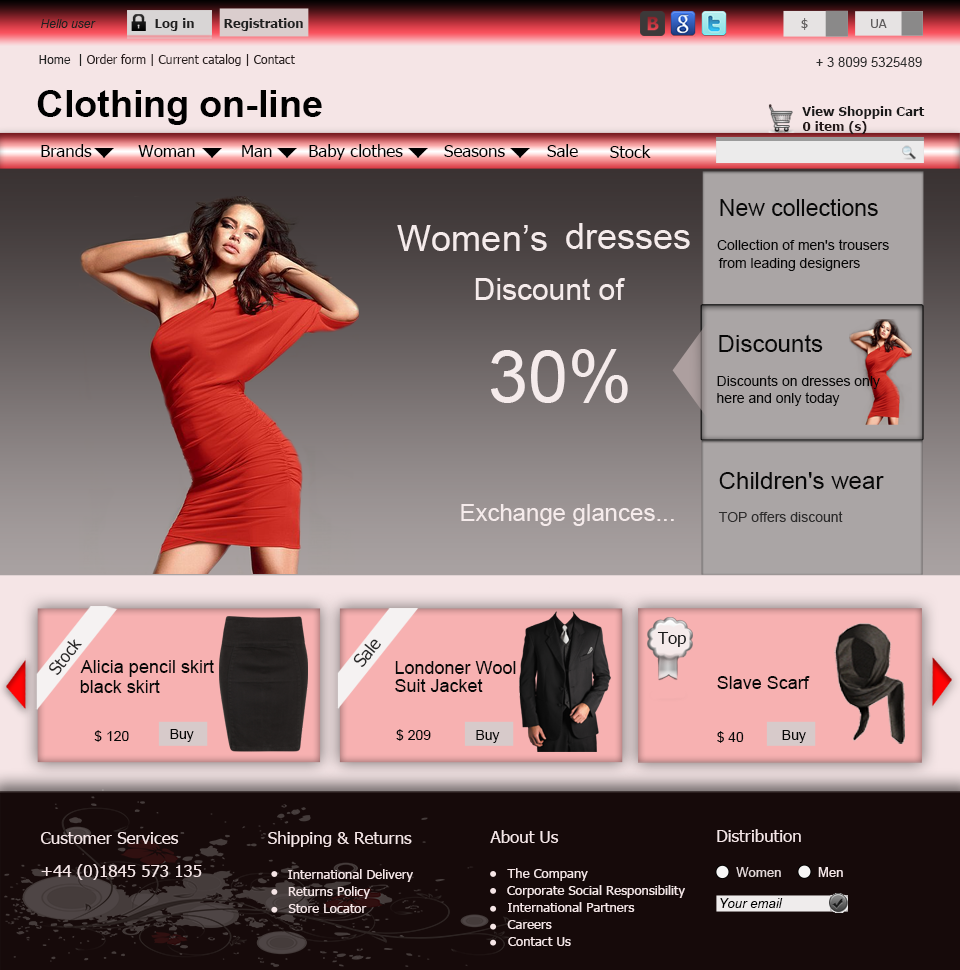 Hello user
Log in
Registration
B
g
t
$
UA
Home | Order form | Current catalog | Contact
+ 3 8099 5325489
Clothing on-line
View Shoppin Cart
0 item (s)
Brands
Woman
Man
Baby clothes
Seasons
Sale
Stock
Women's dresses
Discount of
30%
Exchange glances...
New collections
Collection of men's trousers
from leading designers
Discounts
Discounts on dresses only
here and only today
Children's wear
TOP offers discount
Stock
Alicia pencil skirt
black skirt
$ 120
Buy
Sale
Londoner Wool
Suit Jacket
$ 209
Buy
Top
Slave Scarf
$ 40
Buy
Customer Services
+44 (0)1845 573 135
Shipping & Returns
International Delivery
Returns Policy
Store Locator
About Us
The Company
Corporate Social Responsibility
International Partners
Careers
Contact Us
Distribution
Women
Men
Your email